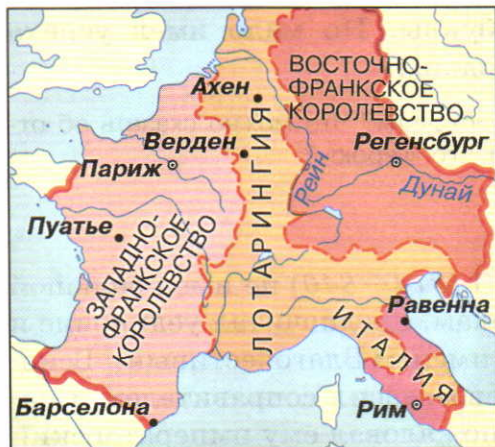 ВОСТОЧНО-
ФРАНКСКОЕ
КОРОЛЕВСТВО
Ахен
Верден
Регенсбург
Париж
Рейн
Дунай
Пуатье
ЗАПАДНО-
ФРАНКСКОЕ
КОРОЛЕВСТВО
ЛОТАРИНГИЯ
Равенна
ИТАЛИЯ
Барселона
Рим